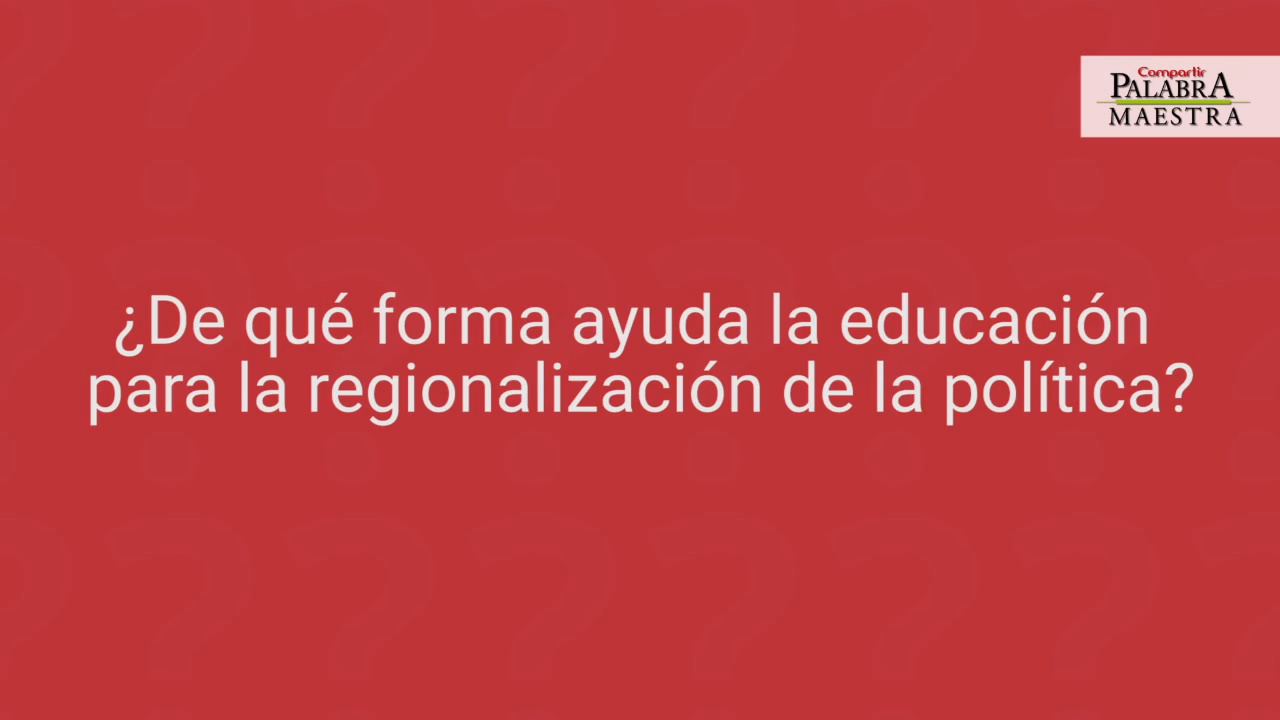 Compartir
PALABRA
MAESTRA
¿De qué forma ayuda la educación
para la regionalización de la política?